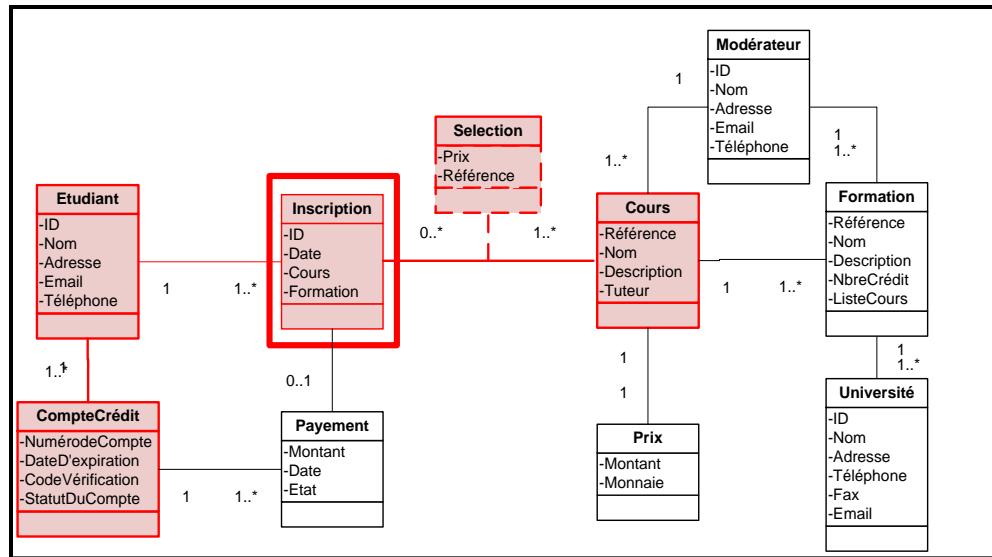 Modérateur
-ID
-Nom
-Adresse
-Email
-Téléphone
1
1..*
1
1..*
Selection
-Prix
-Référence
0..*
1..*
Etudiant
-ID
-Nom
-Adresse
-Email
-Téléphone
1
1..*
Inscription
-ID
-Date
-Cours
-Formation
Cours
-Référence
-Nom
-Description
-Tuteur
1
1..*
Formation
-Référence
-Nom
-Description
-NbreCrédit
-ListeCours
1..*
1
0..1
1
1
1
1..*
CompteCrédit
-NumérodeCompte
-DateD'expiration
-CodeVérification
-StatutDuCompte
1
1..*
Payement
-Montant
-Date
-Etat
Prix
-Montant
-Monnaie
Université
-ID
-Nom
-Adresse
-Téléphone
-Fax
-Email